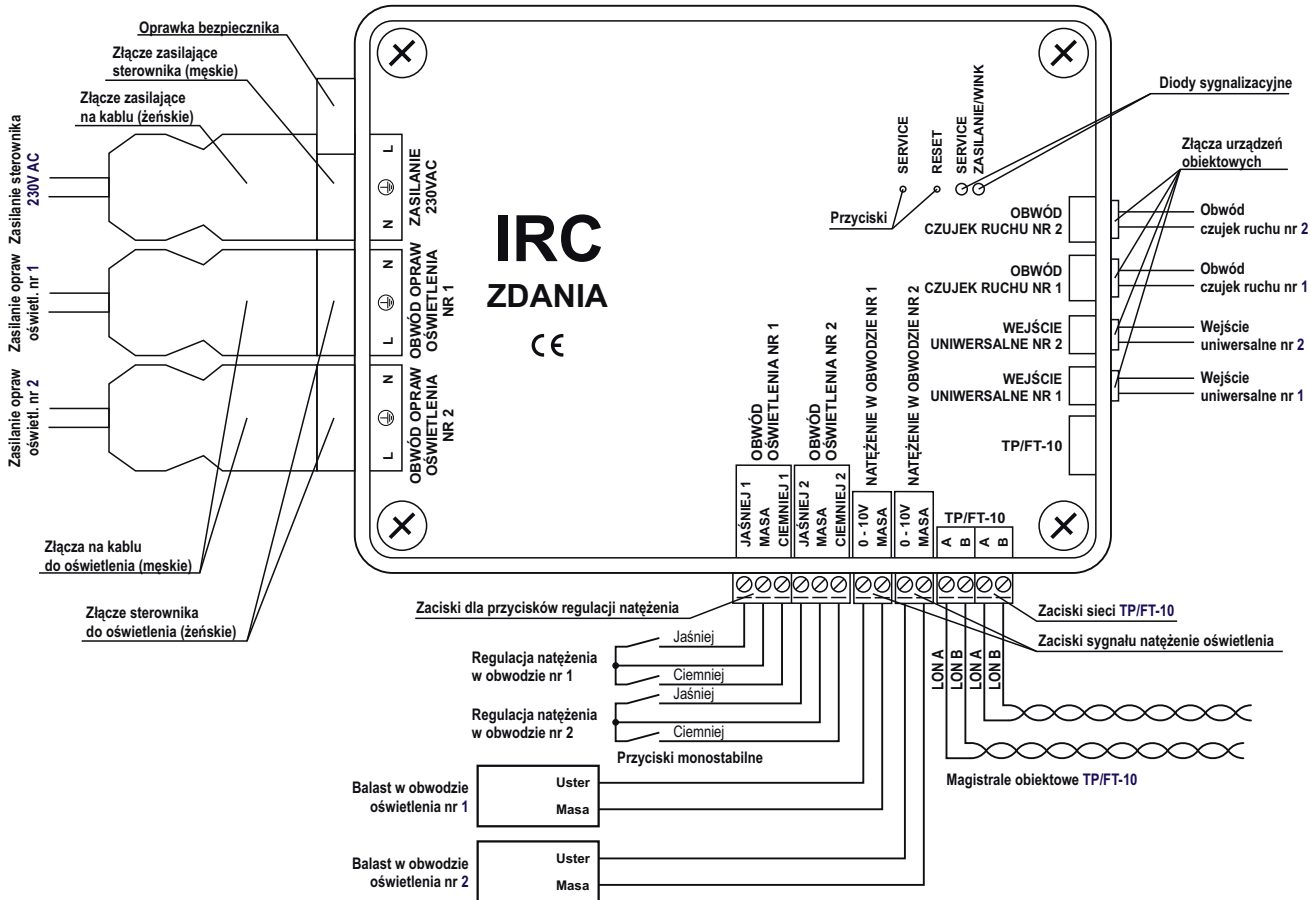 Oprawka bezpiecznika
Złącze zasilające
sterownika (męskie)
Złącze zasilające
na kablu (żeńskie)
Zasilanie sterownika
230V AC
Zasilanie opraw
oświetl. nr 1
Zasilanie opraw
oświetl. nr 2
L
N
ZASILANIE
230VAC
N
L
OBWÓD OPRAW
OŚWIETLENIA
NR 1
N
L
OBWÓD OPRAW
OŚWIETLENIA
NR 2
Złącza na kablu
do oświetlenia (męskie)
Złącze sterownika
do oświetlenia (żeńskie)
IRC
ZDANIA
CE
SERVICE
RESET
SERVICE
ZASILANIE/WINK
Przyciski
Diody sygnalizacyjne
Złącza urządzeń
obiektowych
OBWÓD
CZUJEK RUCHU NR 2
OBWÓD
CZUJEK RUCHU NR 1
WEJŚCIE
UNIWERSALNE NR 2
WEJŚCIE
UNIWERSALNE NR 1
TP/FT-10
Obwód
czujek ruchu nr 2
Obwód
czujek ruchu nr 1
Wejście
uniwersalne nr 2
Wejście
uniwersalne nr 1
OBWÓD
OŚWIETLENIA NR 1
OBWÓD
OŚWIETLENIA NR 2
NATĘŻENIE W OBWODZIE NR 1
NATĘŻENIE W OBWODZIE NR 2
JAŚNIEJ 1
MASA
CIEMNIEJ 1
JAŚNIEJ 2
MASA
CIEMNIEJ 2
0 - 10V
MASA
0 - 10V
MASA
TP/FT-10
A
B
A
B
Zaciski dla przycisków regulacji natężenia
Zaciski sieci TP/FT-10
Zaciski sygnału natężenie oświetlenia
Regulacja natężenia
w obwodzie nr 1
Jaśniej
Ciemniej
Regulacja natężenia
w obwodzie nr 2
Jaśniej
Ciemniej
Przyciski monostabilne
LON A
LON B
LON A
LON B
Magistrale obiektowe TP/FT-10
Balast w obwodzie
oświetlenia nr 1
Uster
Masa
Balast w obwodzie
oświetlenia nr 2
Uster
Masa